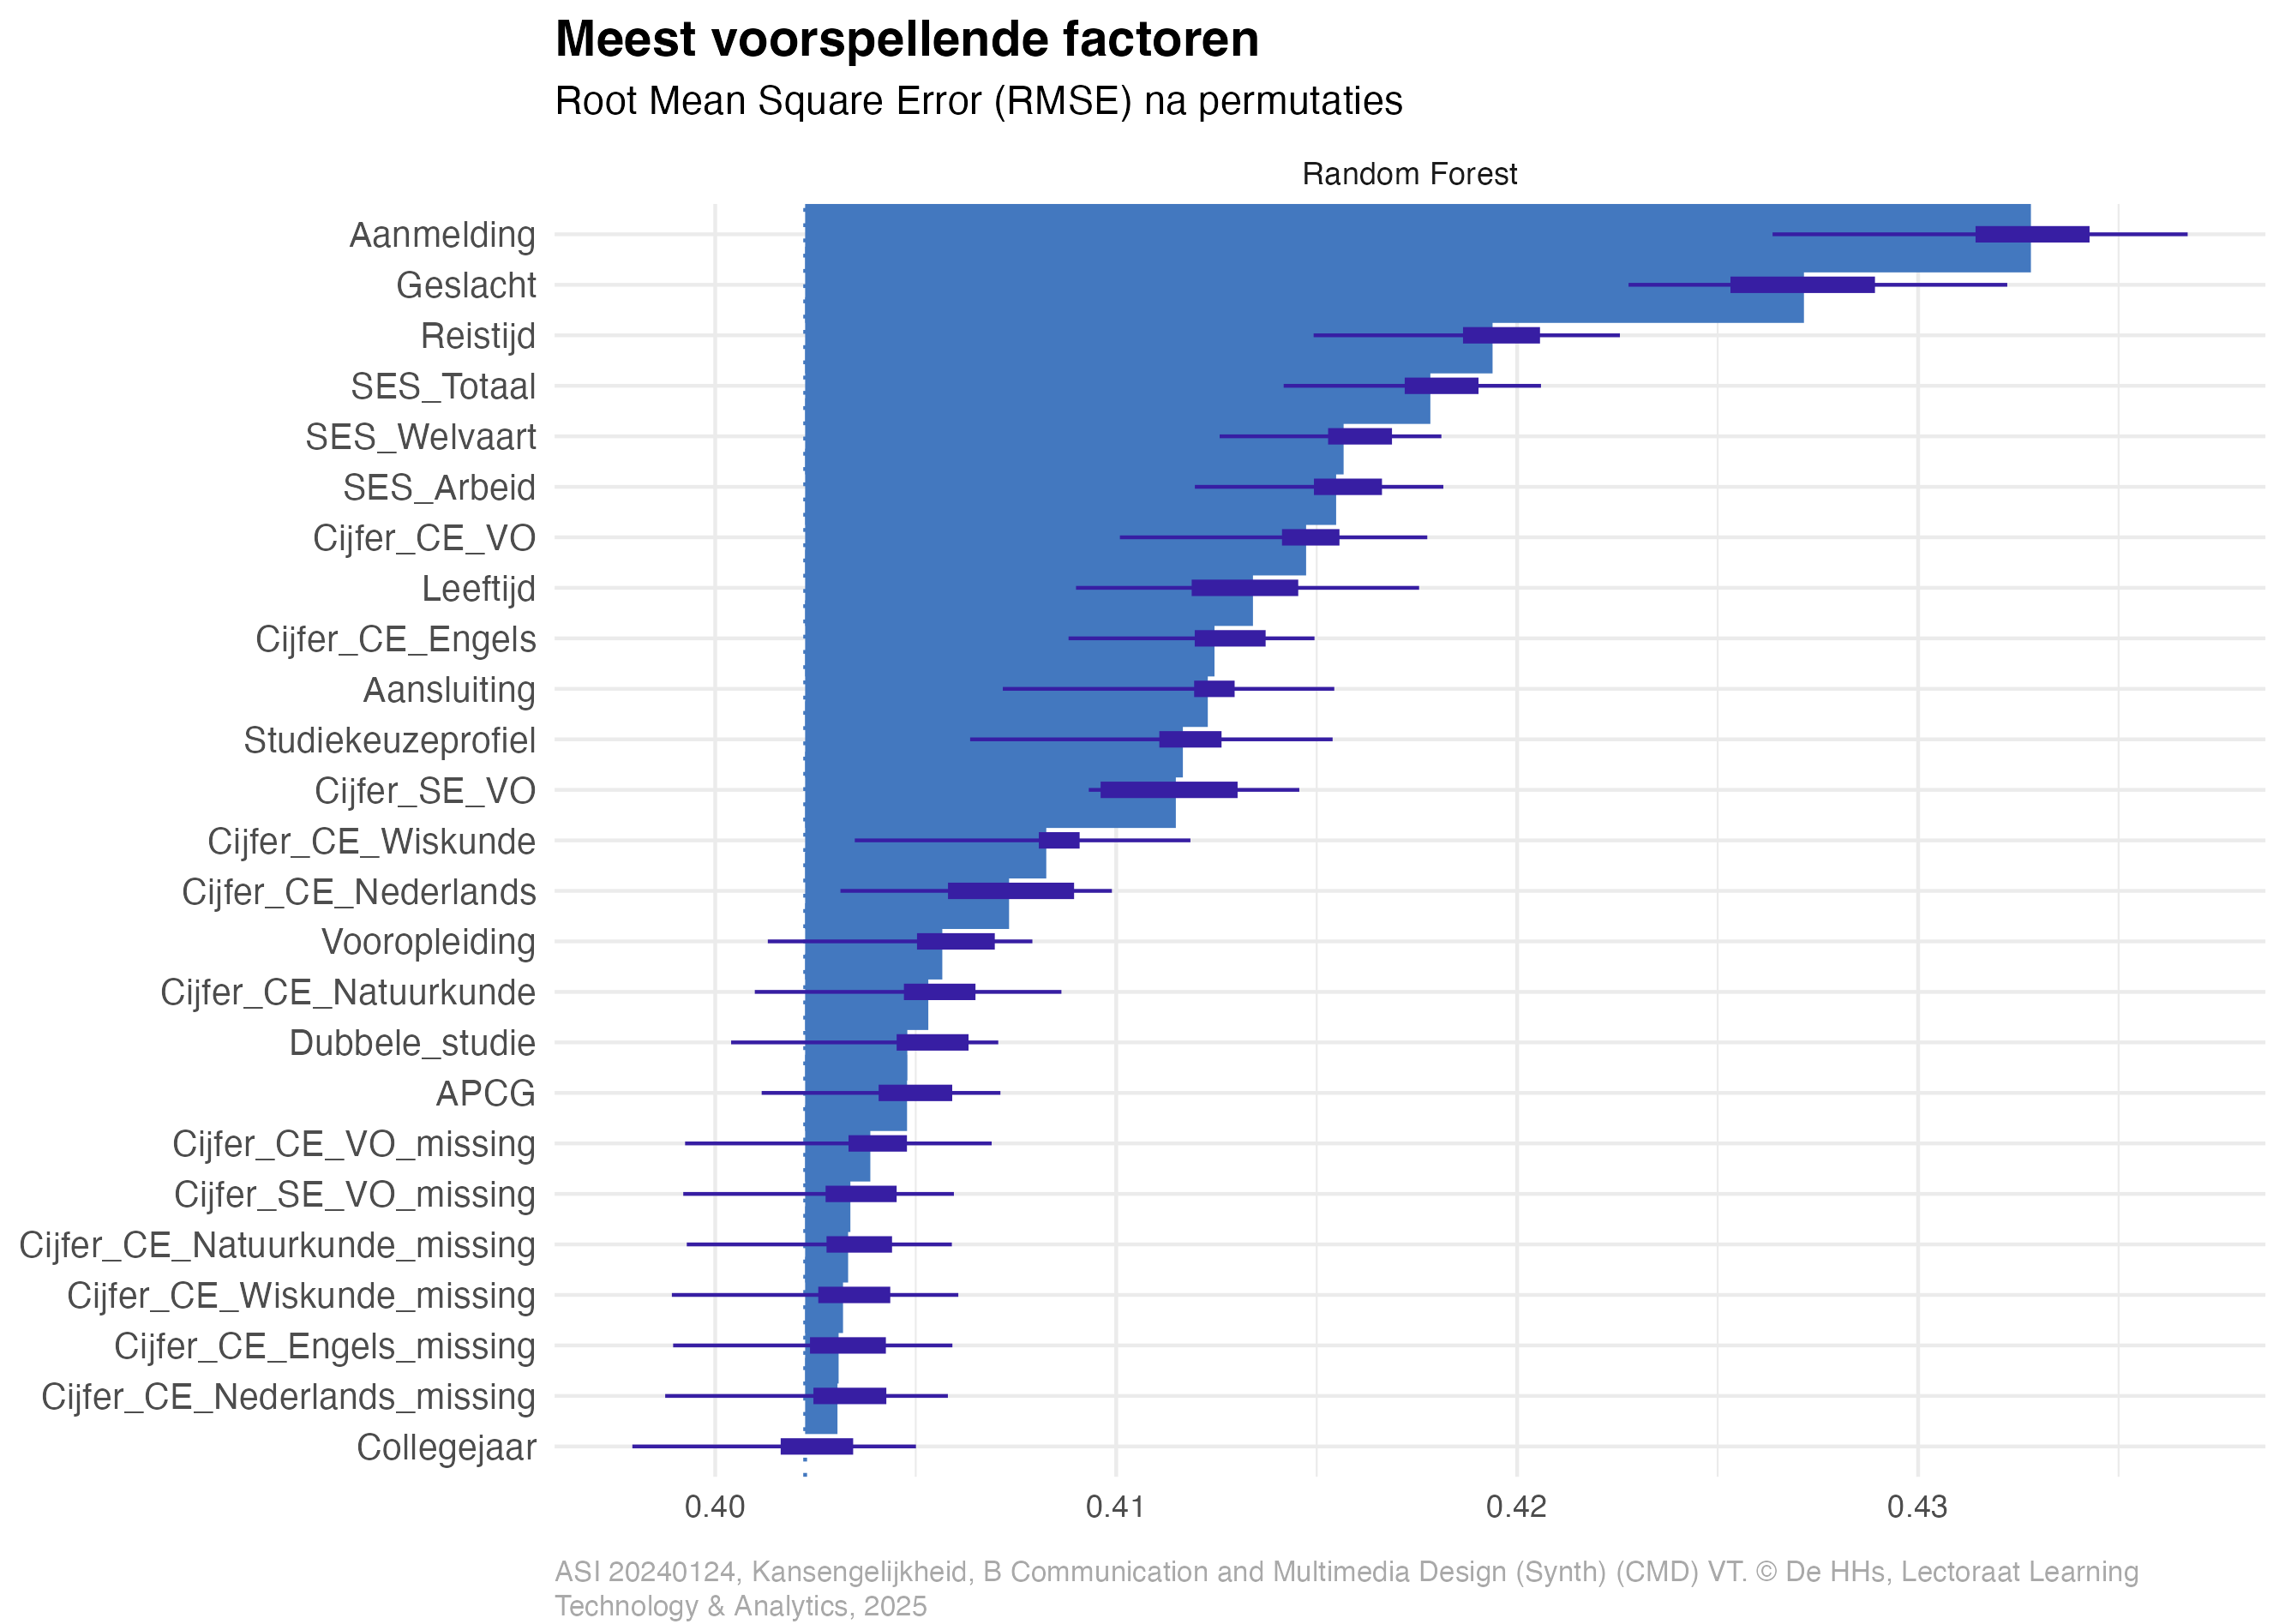 Meest voorspellende factoren
Root Mean Square Error (RMSE) na permutaties
Random Forest
Aanmelding
Geslacht
Reistijd
SES_Totaal
SES_Welvaart
SES_Arbeid
Cijfer_CE_VO
Leeftijd
Cijfer_CE_Engels
Aansluiting
Studiekeuzeprofiel
Cijfer_SE_VO
Cijfer_CE_Wiskunde
Cijfer_CE_Nederlands
Vooropleiding
Cijfer_CE_Natuurkunde
Dubbele_studie
APCG
Cijfer_CE_VO_missing
Cijfer_SE_VO_missing
Cijfer_CE_Natuurkunde_missing
Cijfer_CE_Wiskunde_missing
Cijfer_CE_Engels_missing
Cijfer_CE_Nederlands_missing
Collegejaar
0.40 0.41 0.42 0.43
ASI 20240124, Kansengelijkheid, B Communication and Multimedia Design (Synth) (CMD) VT. © De HHs, Lectoraat Learning
Technology & Analytics, 2025